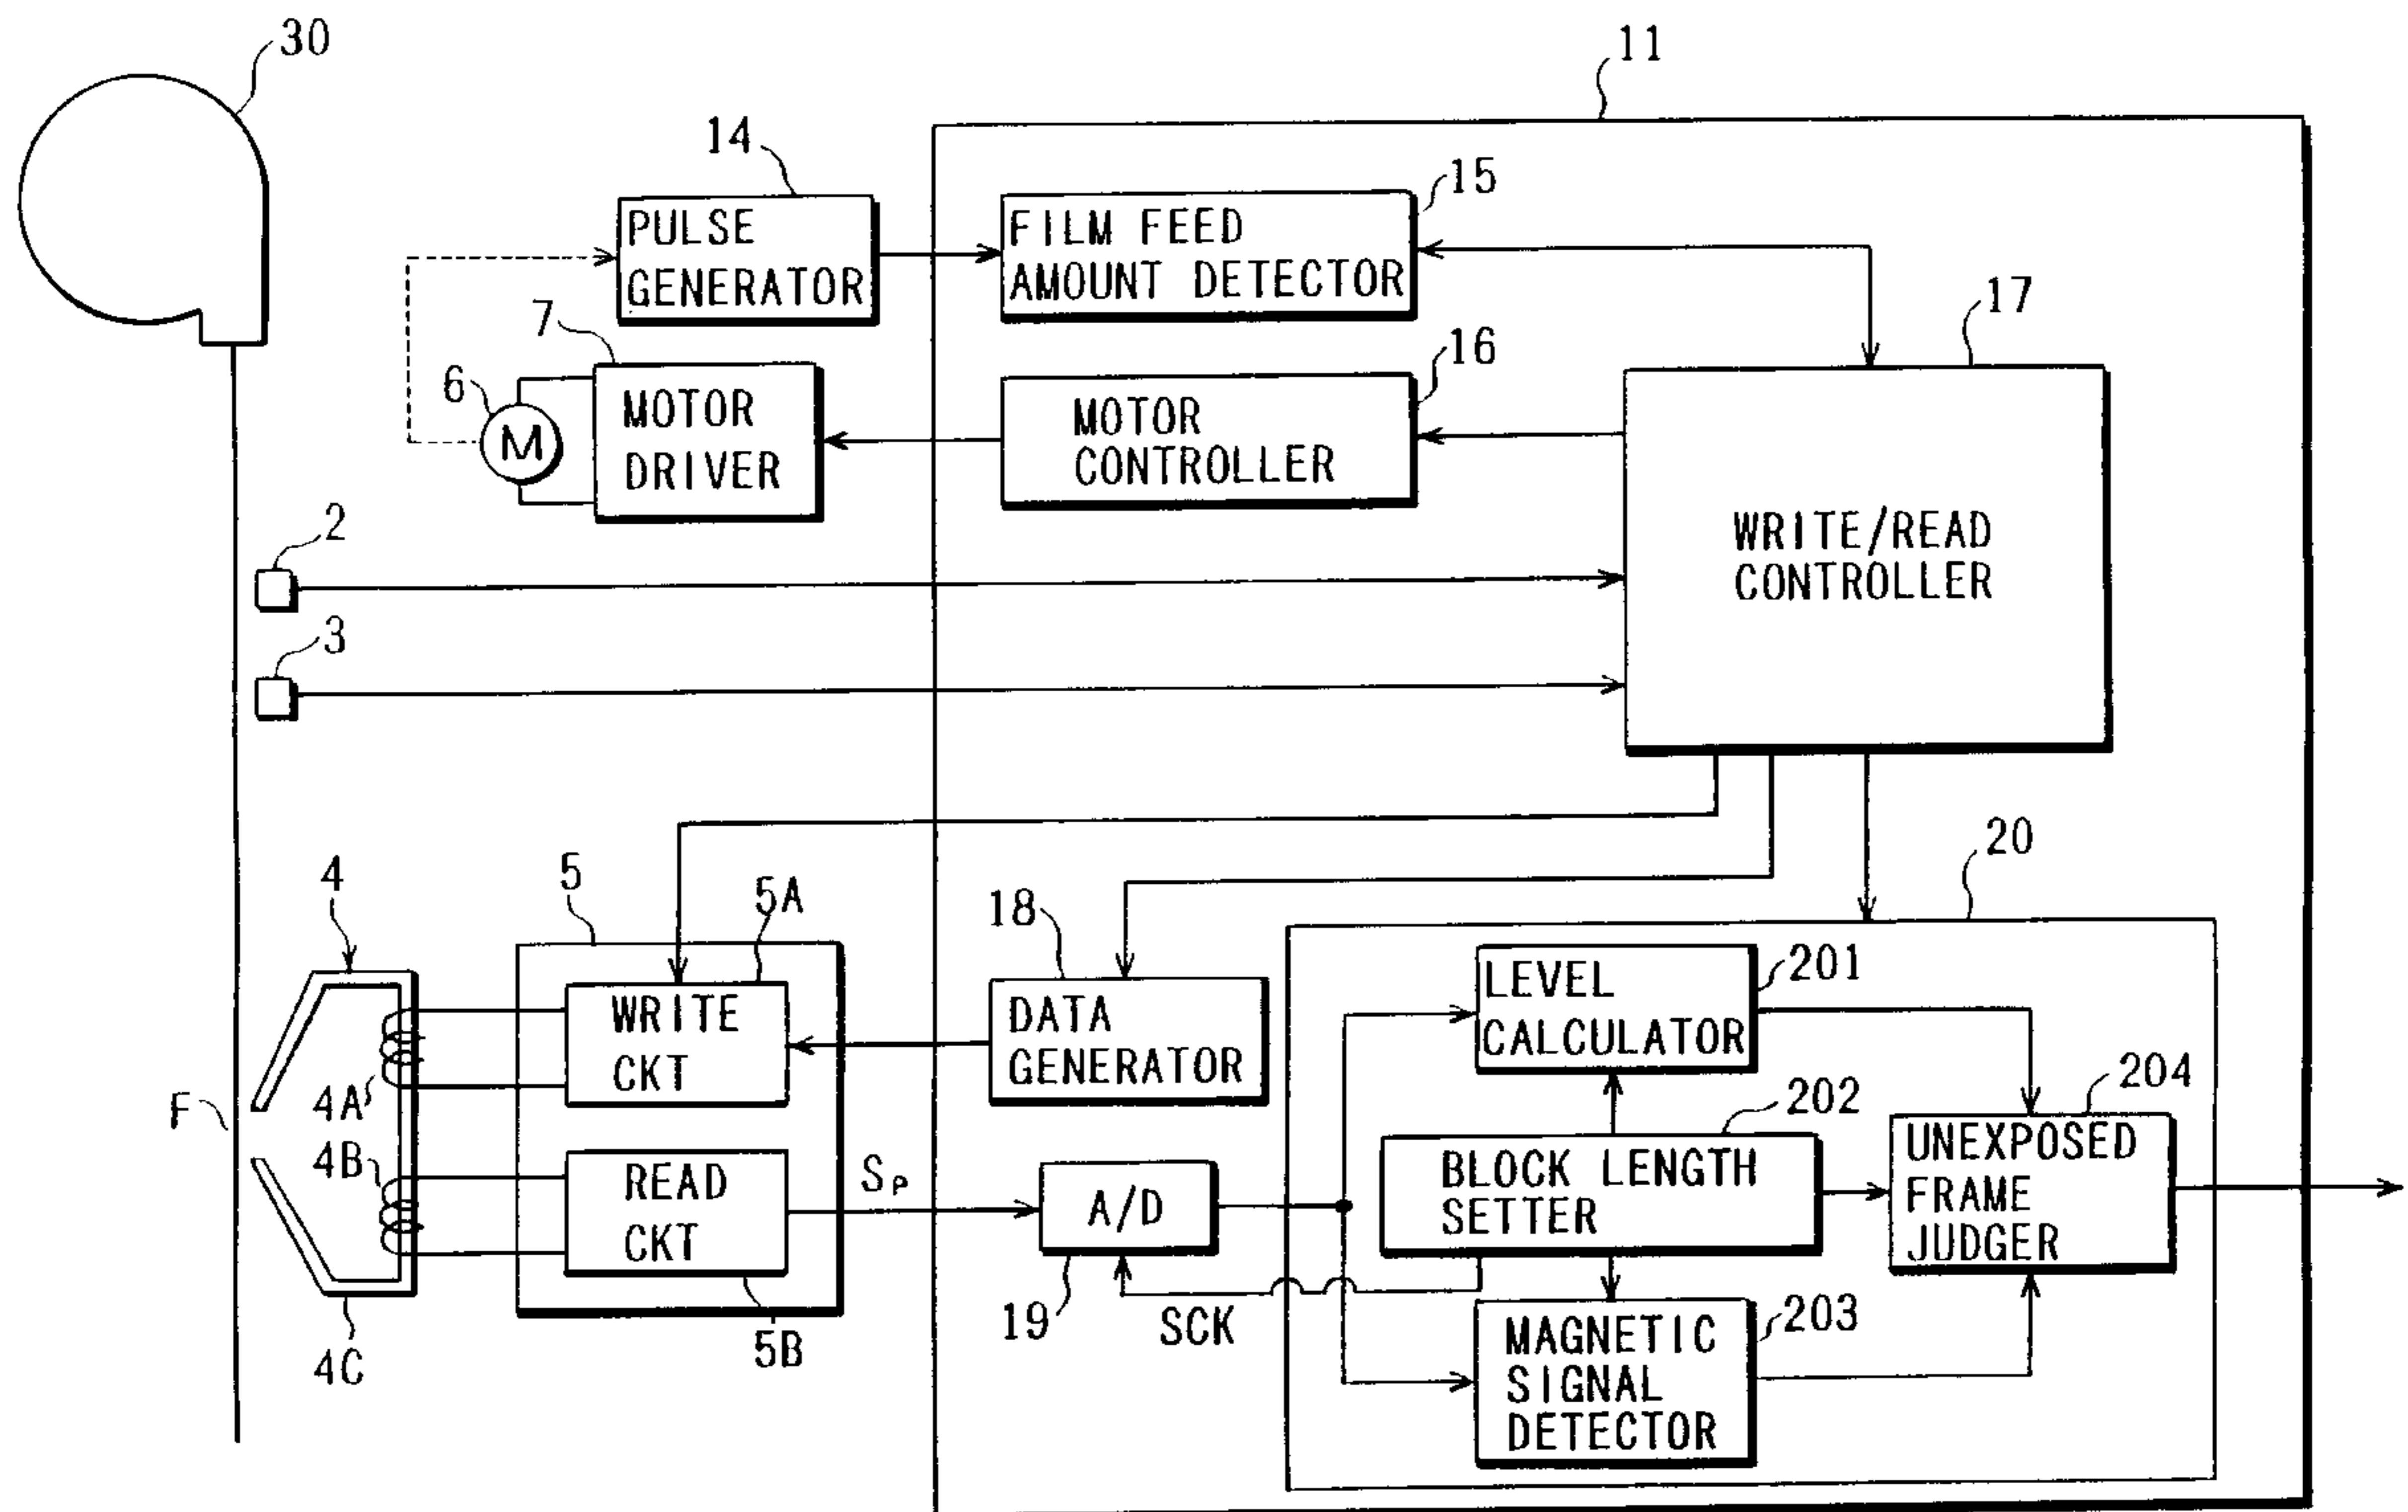 30
11
14
15
PULSE
GENERATOR
FILM FEED
AMOUNT DETECTOR
7
17
6
16
M
MOTOR
DRIVER
MOTOR
CONTROLLER
WRITE/READ
CONTROLLER
2
3
20
4
5
5A
18
201
LEVEL
CALCULATOR
WRITE
CKT
DATA
GENERATOR
4A
F
204
202
4B
UNEXPOSED
FRAME
JUDGER
BLOCK LENGTH
SETTER
READ
CKT
SP
A/D
19
SCK
203
MAGNETIC
SIGNAL
DETECTOR
5B
4C